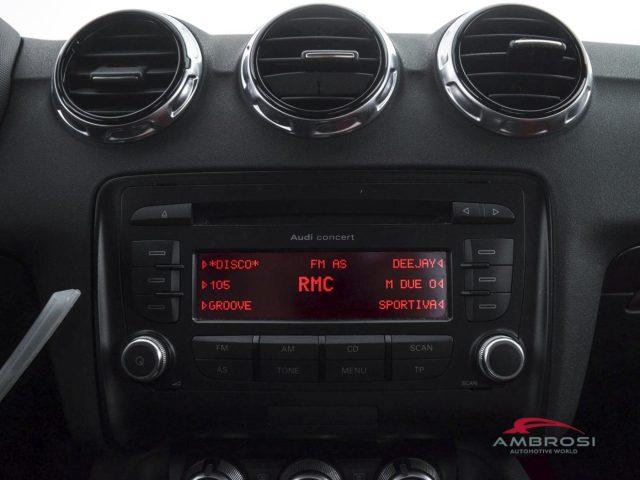 Audi concert
*DISCO* FM AS DEEJAY
105 RMC M DUE O
GROOVE SPORTIVA
FM AM CD SCAN
AS TONE MENU TP
SCAN
AMBROSI
AUTOMOTIVE WORLD